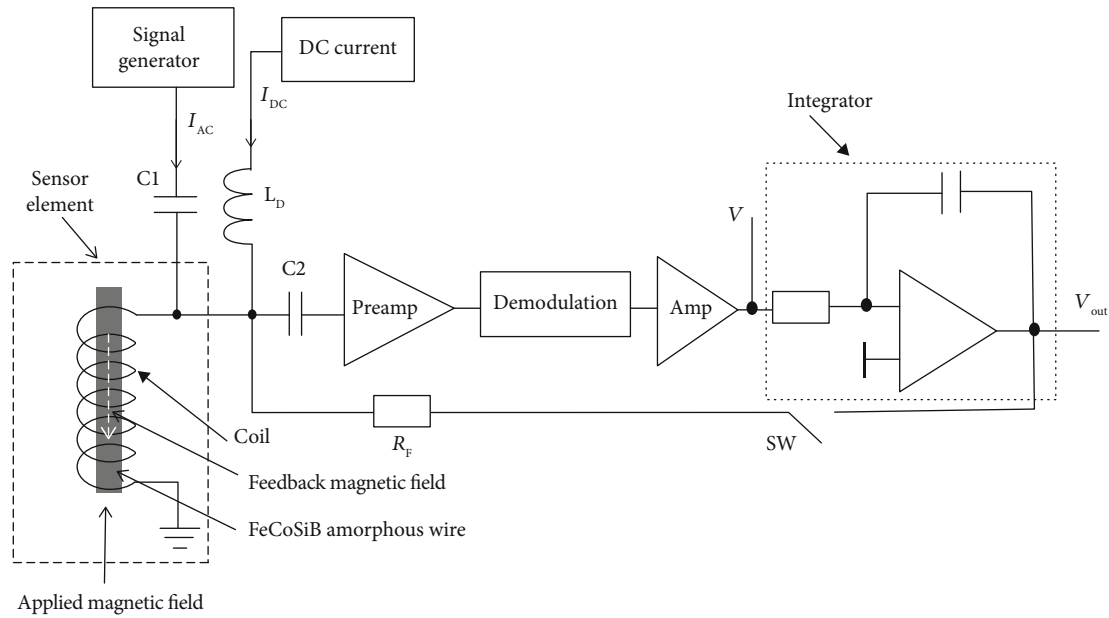 Signal
generator
DC current
I_DC
I_AC
Integrator
Sensor
element
C1
L_D
V
C2
Preamp
Demodulation
Amp
V_out
Coil
R_F
SW
Feedback magnetic field
FeCoSiB amorphous wire
Applied magnetic field